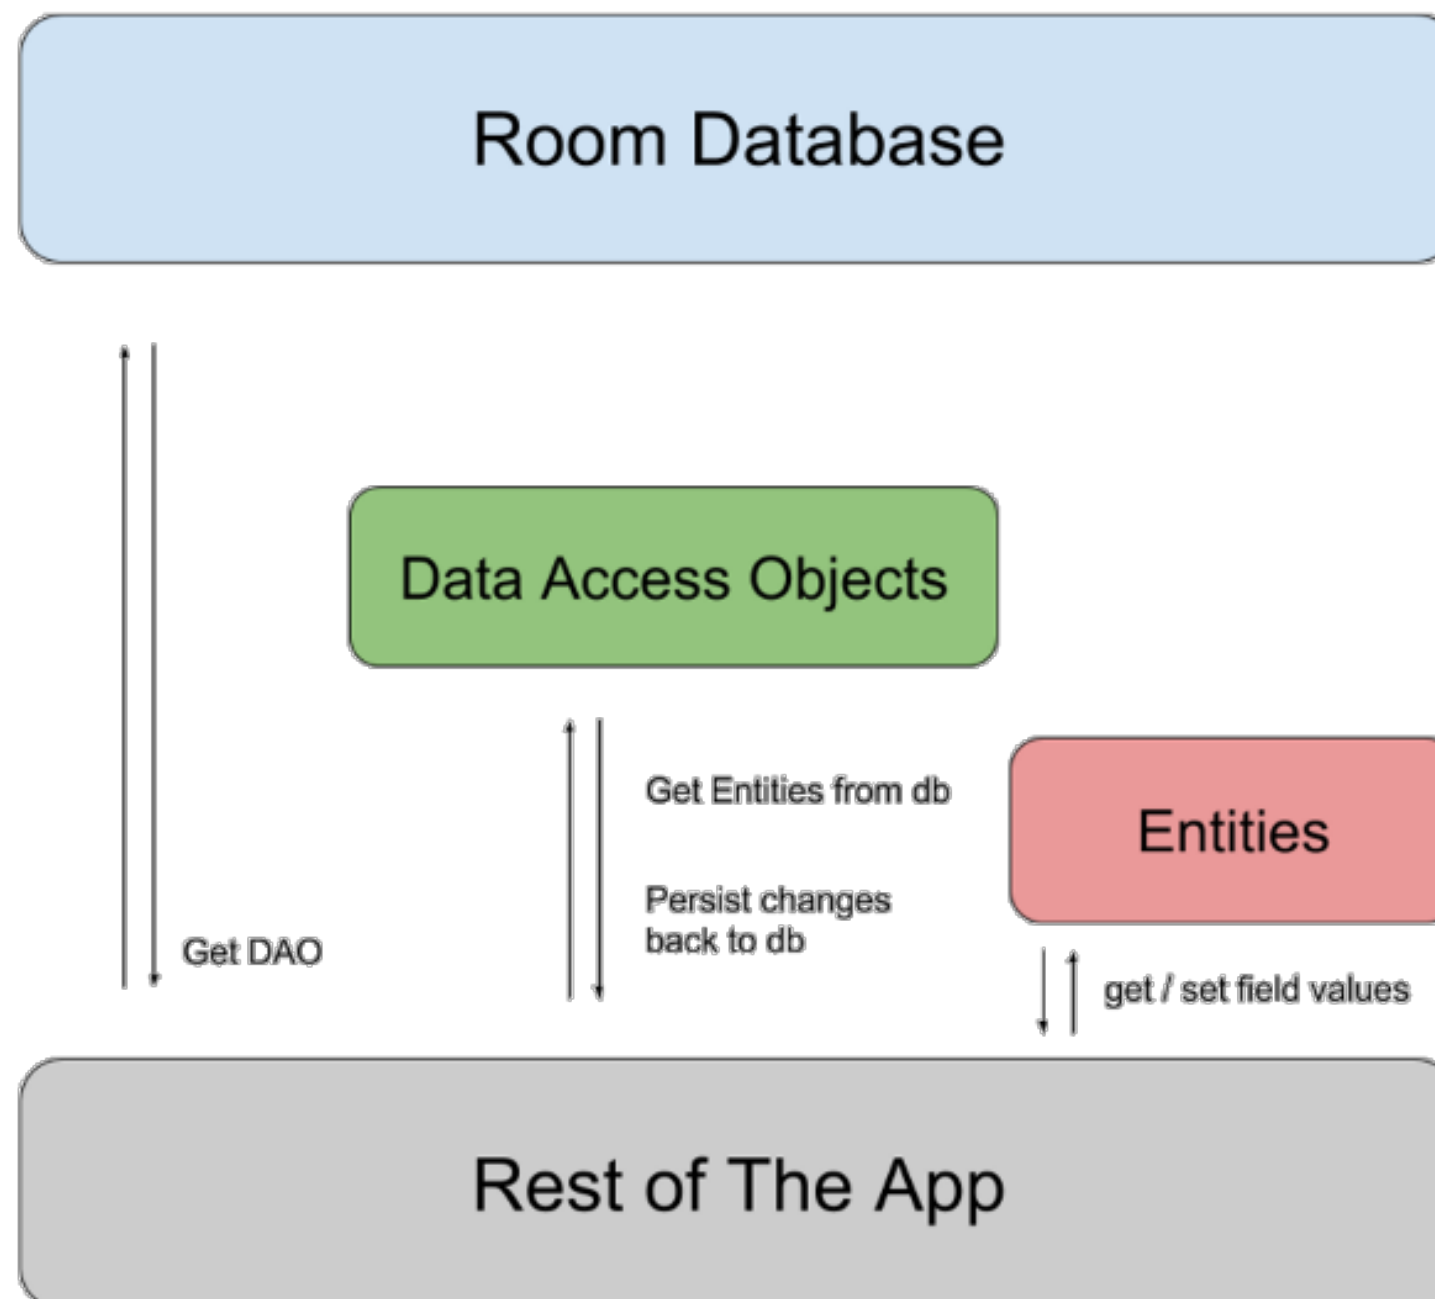 Room Database
Data Access Objects
Get Entities from db
Entities
Persist changes
back to db
Get DAO
get / set field values
Rest of The App